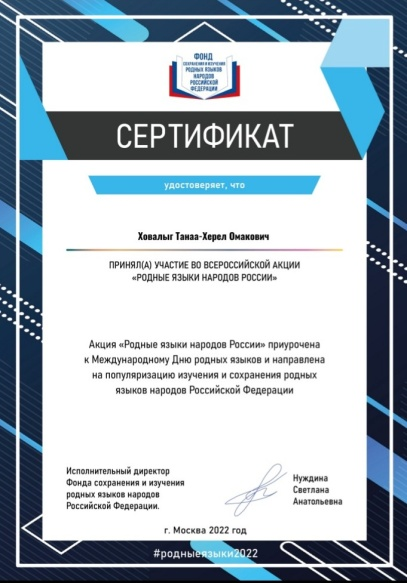 ФОНД
СОХРАНЕНИЯ И ИЗУЧЕНИЯ
РОДНЫХ ЯЗЫКОВ
НАРОДОВ
РОССИЙСКОЙ
ФЕДЕРАЦИИ
СЕРТИФИКАТ
удостоверяет, что
Ховалыг Танаа-Херел Омакович
ПРИНЯЛ(А) УЧАСТИЕ ВО ВСЕРОССИЙСКОЙ АКЦИИ
«РОДНЫЕ ЯЗЫКИ НАРОДОВ РОССИИ»
Акция «Родные языки народов России» приурочена
к Международному Дню родных языков и направлена
на популяризацию изучения и сохранения родных
языков народов Российской Федерации
Исполнительный директор
Фонда сохранения и изучения
родных языков народов
Российской Федерации.
Нуждина
Светлана
Анатольевна
г. Москва 2022 год
#родныеязыки2022